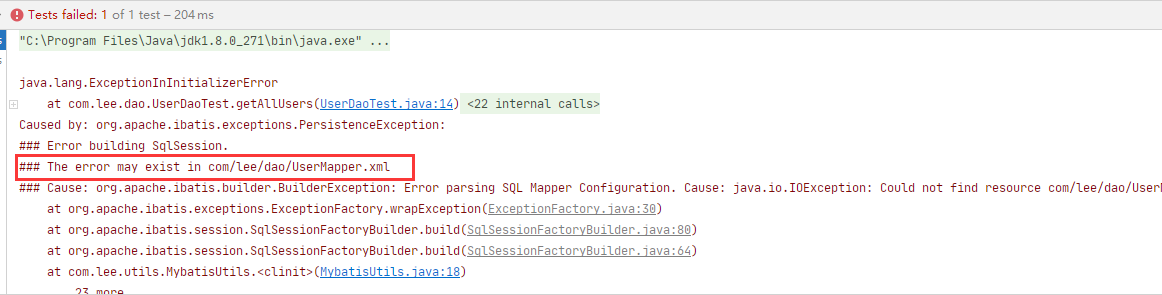 Tests failed: 1 of 1 test – 204 ms
"C:\Program Files\Java\jdk1.8.0_271\bin\java.exe" ...
java.lang.ExceptionInInitializerError
at com.lee.dao.UserDaoTest.getAllUsers(UserDaoTest.java:14) <22 internal calls>
Caused by: org.apache.ibatis.exceptions.PersistenceException:
### Error building SqlSession.
### The error may exist in com/lee/dao/UserMapper.xml
### Cause: org.apache.ibatis.builder.BuilderException: Error parsing SQL Mapper Configuration. Cause: java.io.IOException: Could not find resource com/lee/dao/User
at org.apache.ibatis.exceptions.ExceptionFactory.wrapException(ExceptionFactory.java:30)
at org.apache.ibatis.session.SqlSessionFactoryBuilder.build(SqlSessionFactoryBuilder.java:80)
at org.apache.ibatis.session.SqlSessionFactoryBuilder.build(SqlSessionFactoryBuilder.java:64)
at com.lee.utils.MybatisUtils.<clinit>(MybatisUtils.java:18)
... 23 more